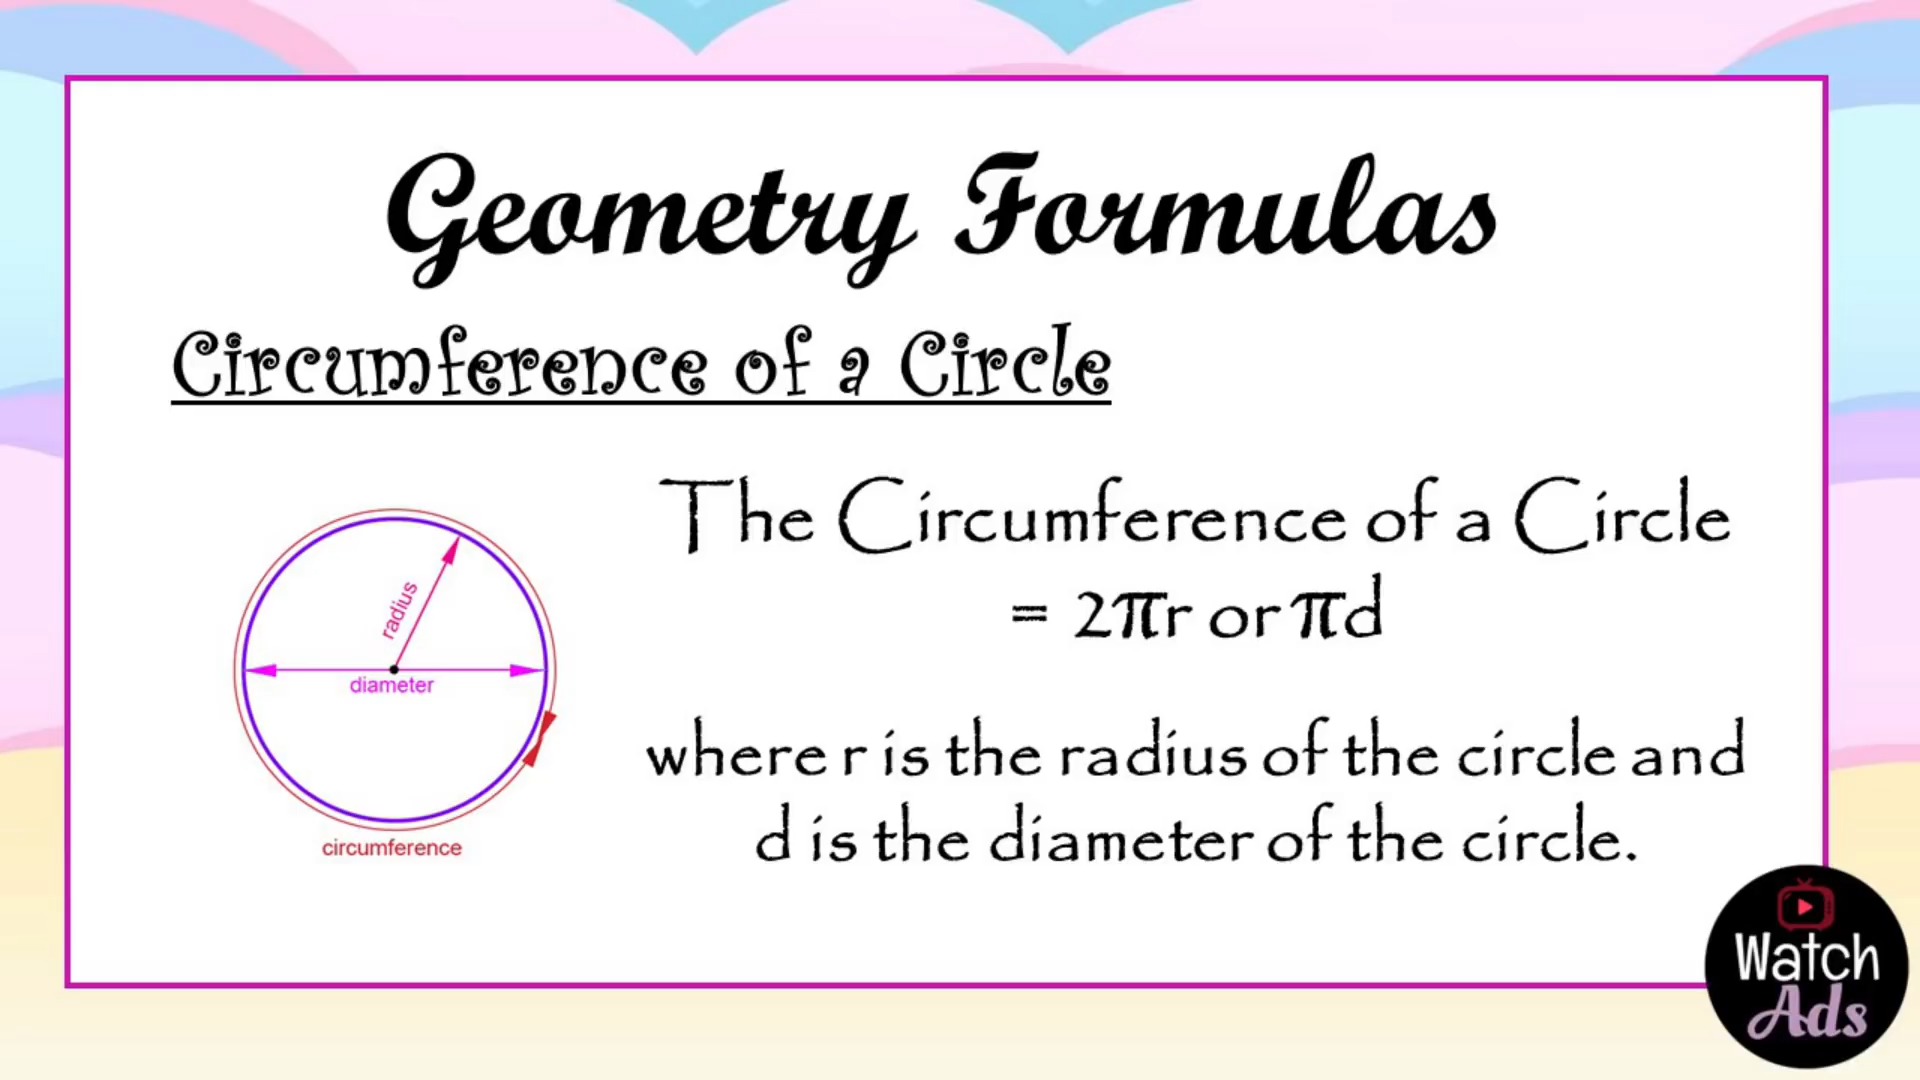 Geometry Formulas
Circumference of a Circle
The Circumference of a Circle
= 2πr or πd
where r is the radius of the circle and
d is the diameter of the circle.
radius
diameter
circumference
Watch
Ads